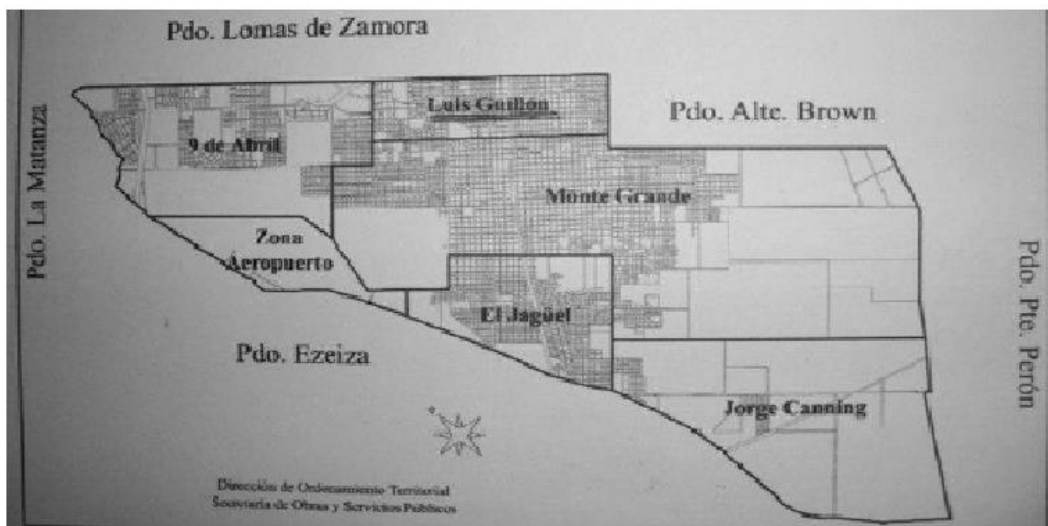 Pdo. Lomas de Zamora
Luis Guillón
Pdo. Alte. Brown
Pdo. La Matanza
9 de Abril
Monte Grande
Zona
Aeropuerto
Pdo. Pte. Perón
El Jagüel
Pdo. Ezeiza
Jorge Canning
Dirección de Ordenamiento Territorial
Secretaría de Obras y Servicios Públicos